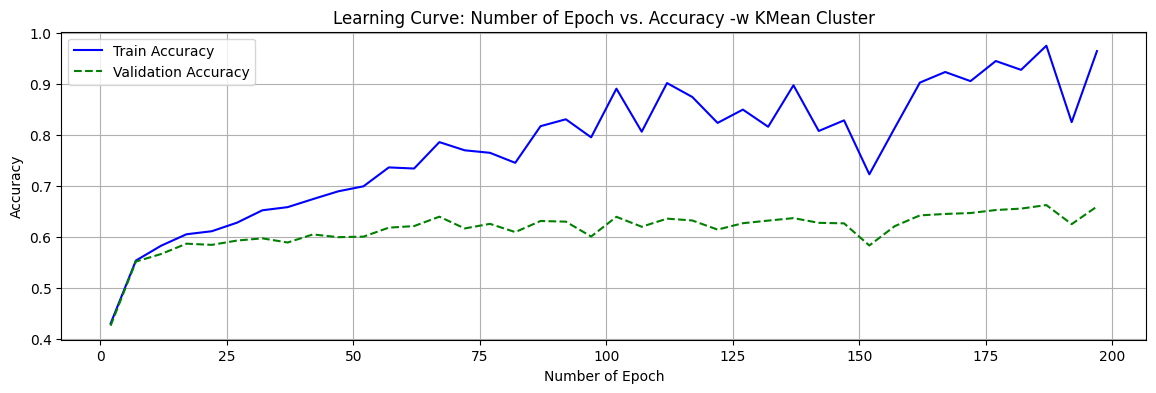 Learning Curve: Number of Epoch vs. Accuracy -w KMean Cluster
Train Accuracy
Validation Accuracy
Accuracy
1.0
0.9
0.8
0.7
0.6
0.5
0.4
0 25 50 75 100 125 150 175 200
Number of Epoch